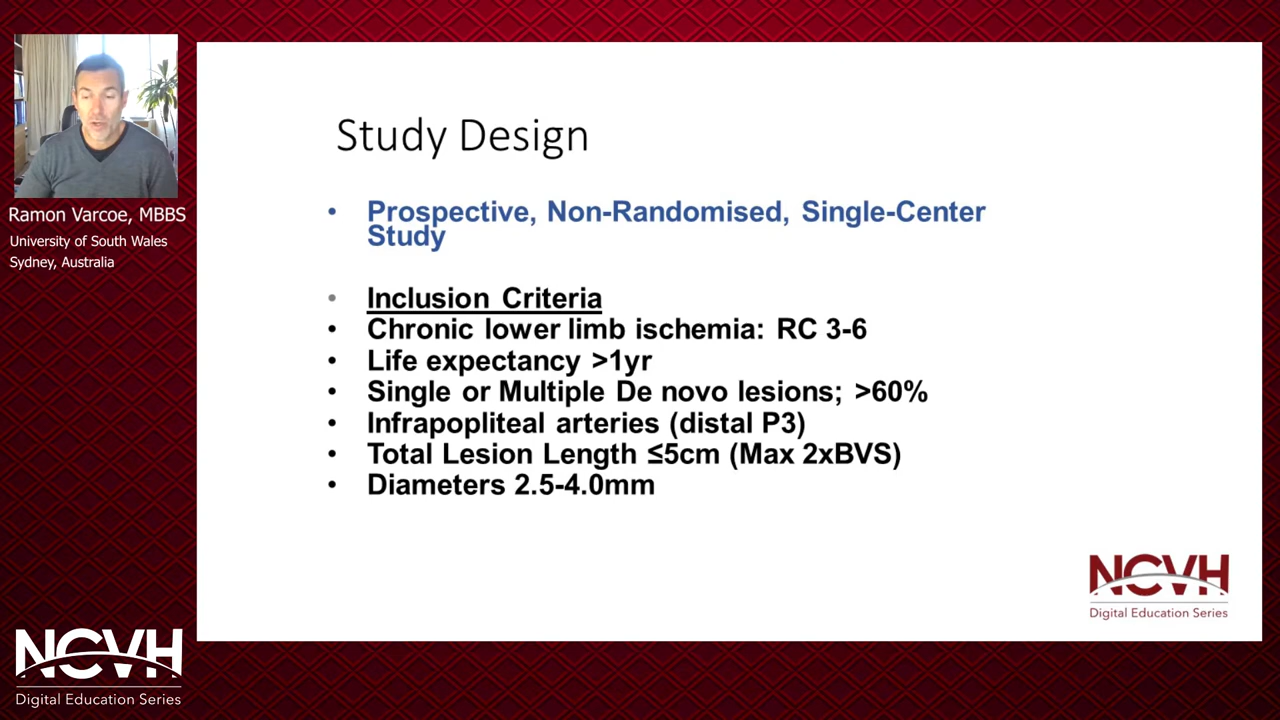 Ramon Varcoe, MBBS
University of South Wales
Sydney, Australia
Study Design
• Prospective, Non-Randomised, Single-Center
Study
• Inclusion Criteria
• Chronic lower limb ischemia: RC 3-6
• Life expectancy >1yr
• Single or Multiple De novo lesions; >60%
• Infrapopliteal arteries (distal P3)
• Total Lesion Length ≤5cm (Max 2xBVS)
• Diameters 2.5-4.0mm
NCVH
Digital Education Series
NCVH
Digital Education Series